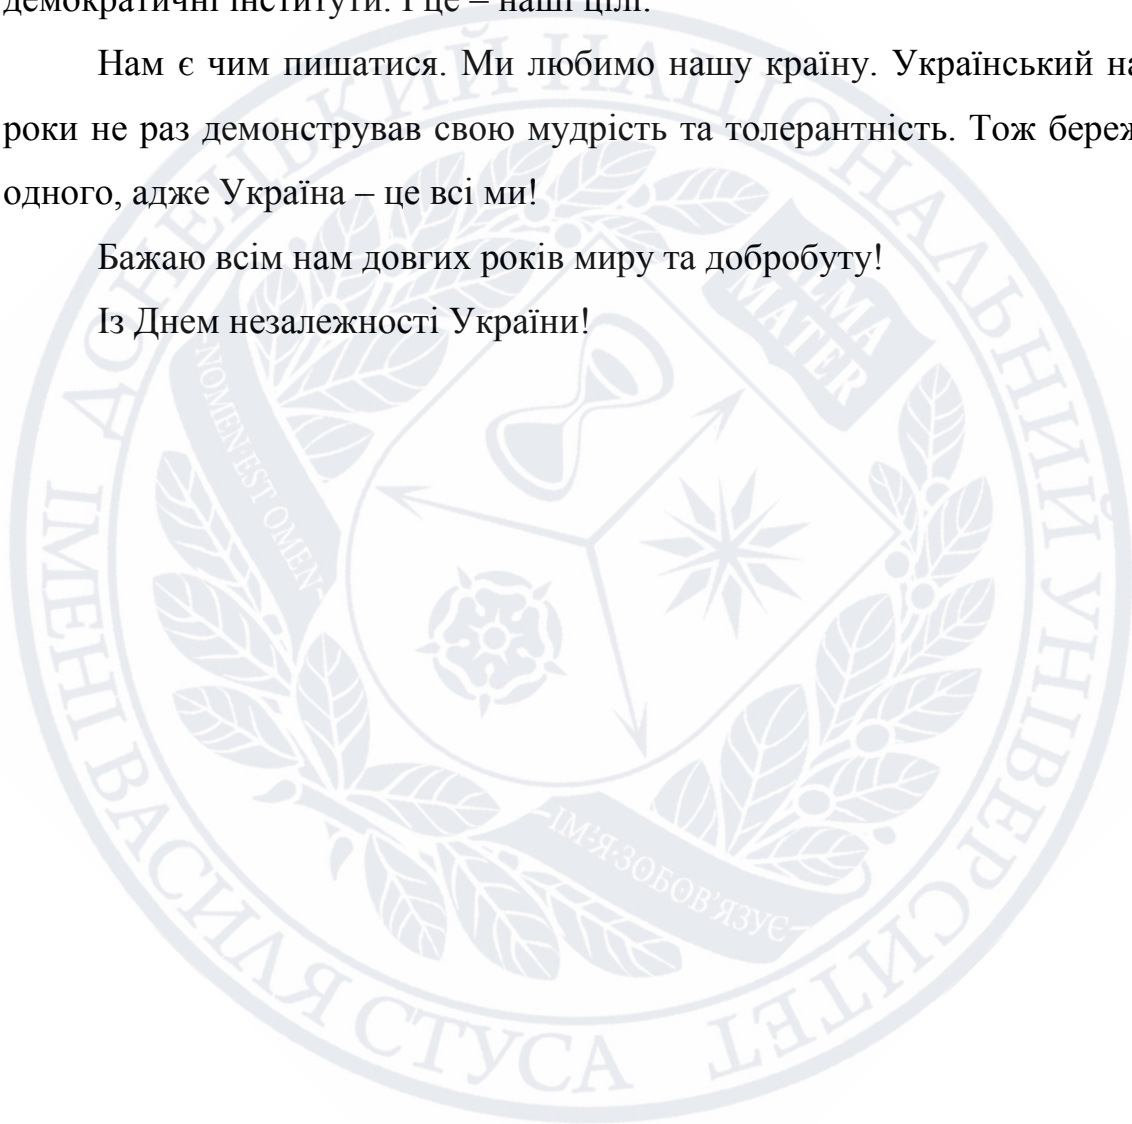 демократичні інститути. І це – наші цілі.
Нам є чим пишатися. Ми любимо нашу країну. Український на
роки не раз демонстрував свою мудрість та толерантність. Тож береж
одного, адже Україна – це всі ми!
Бажаю всім нам довгих років миру та добробуту!
Із Днем незалежності України!
ДОНЕЦЬКИЙ НАЦІОНАЛЬНИЙ УНІВЕРСИТЕТ
ІМЕНІ ВАСИЛЯ СТУСА
ALMA
MATER
·NOMEN·EST·OMEN·
·ІМ'Я·ЗОБОВ'ЯЗУЄ·